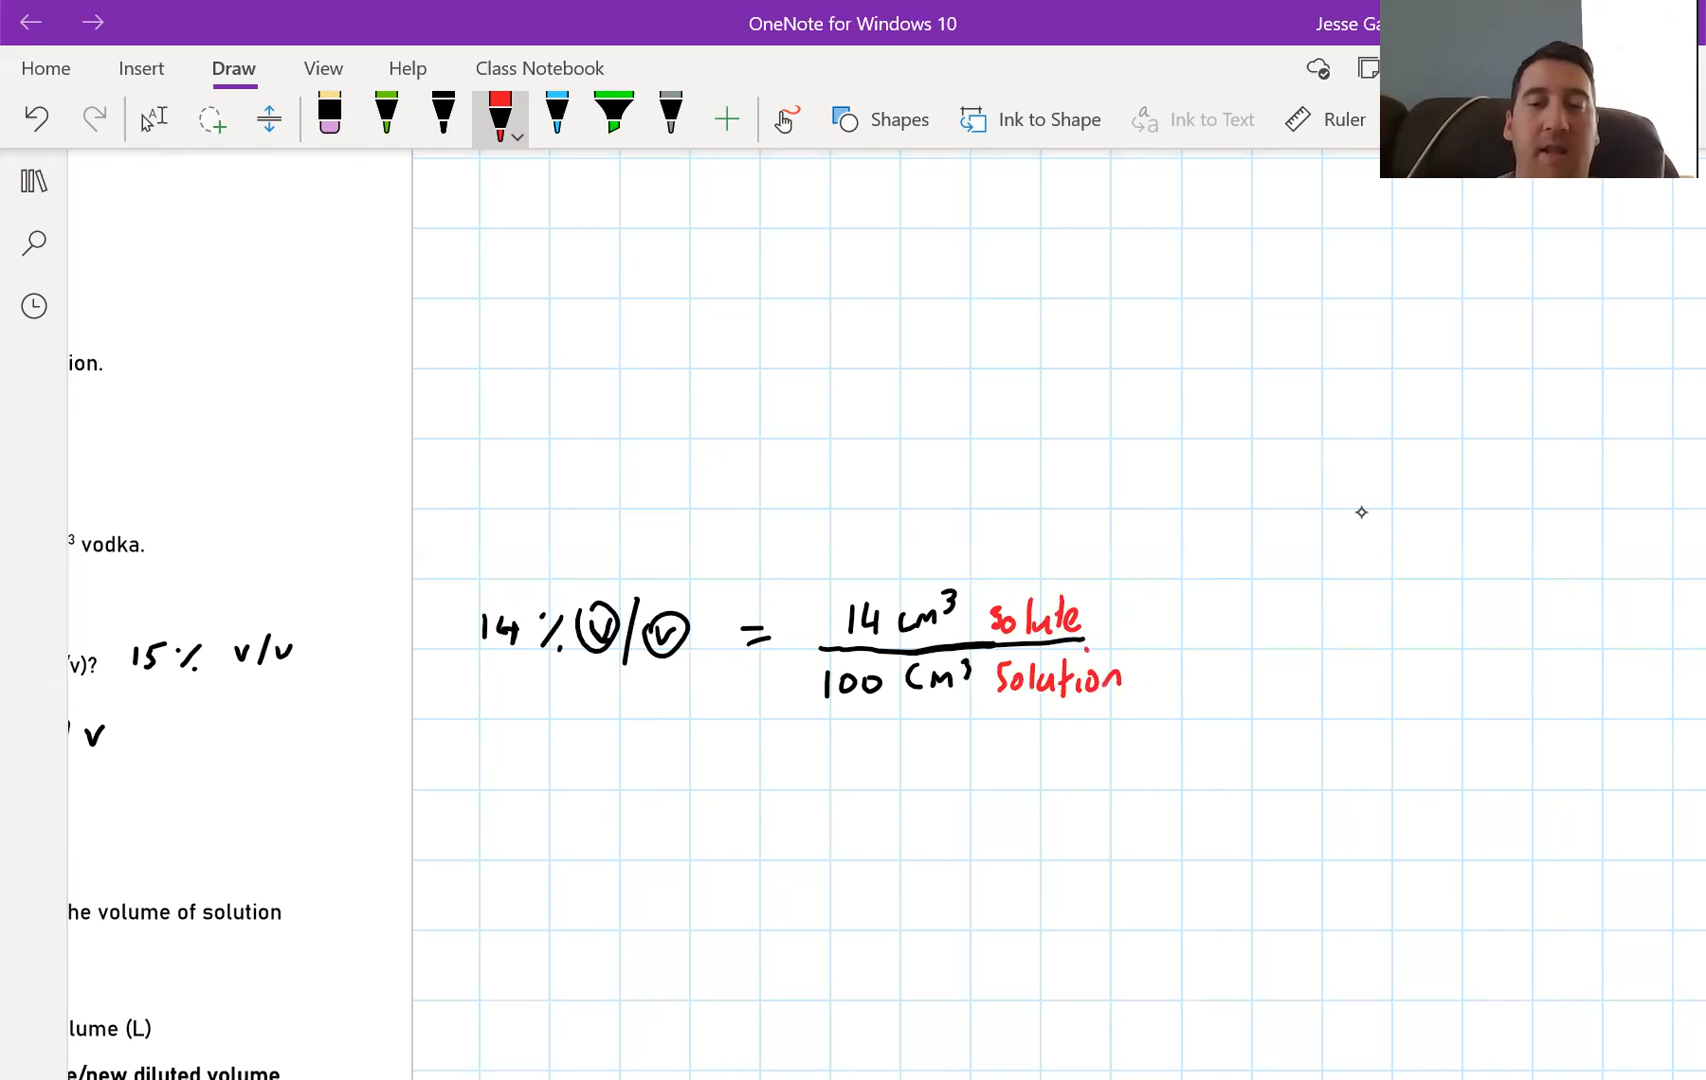 OneNote for Windows 10
Jesse Ga
Home Insert Draw View Help Class Notebook
Shapes Ink to Shape Ink to Text Ruler
ion.
³ vodka.
14 % v/v = 14 cm³ solute
100 cm³ solution
/v)? 15 % v/v
v
he volume of solution
lume (L)
e/new diluted volume